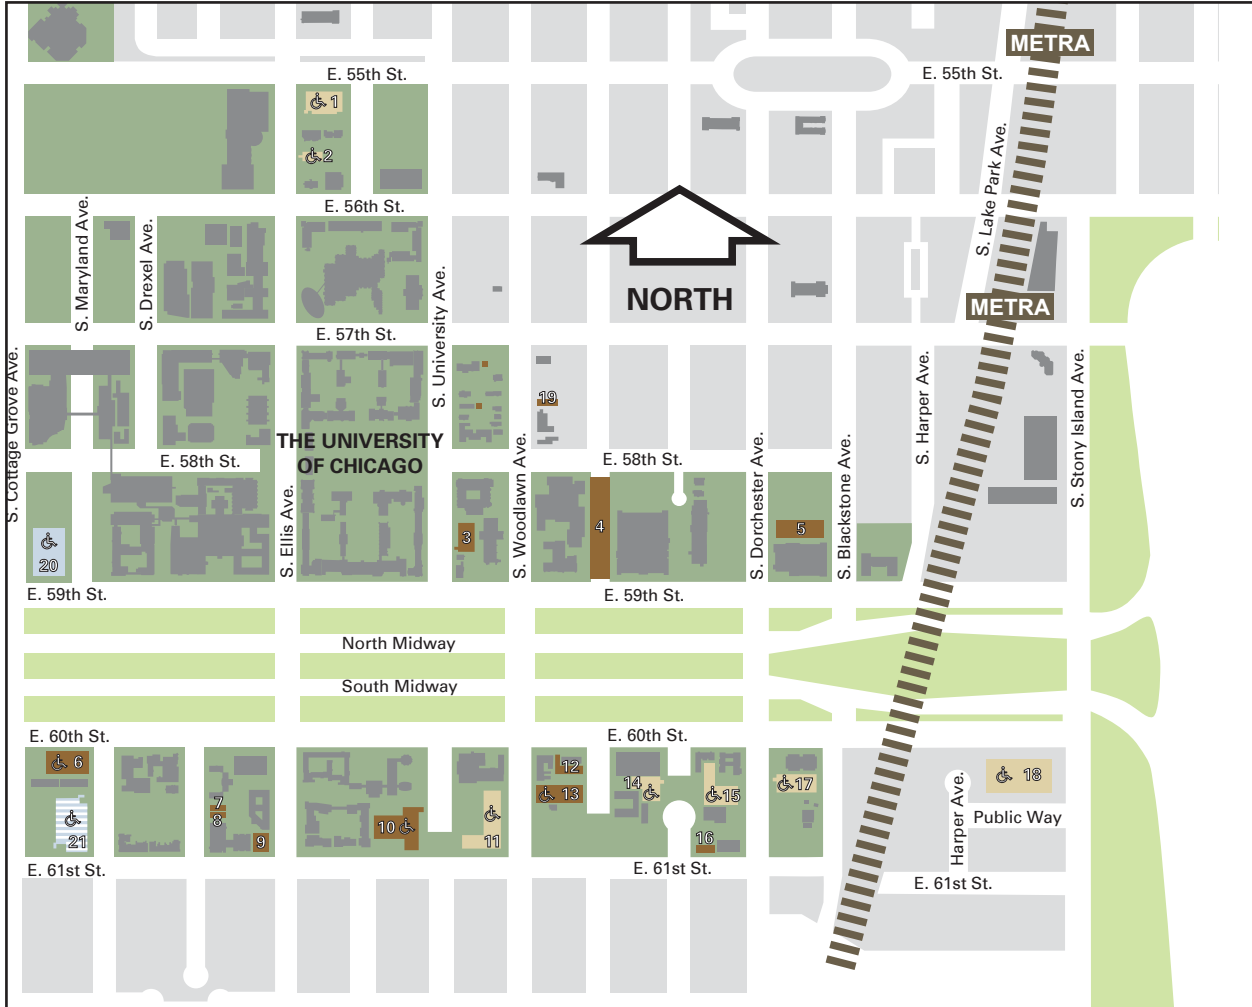 METRA
E. 55th St.
E. 55th St.
1
2
E. 56th St.
S. Maryland Ave.
S. Drexel Ave.
S. University Ave.
S. Lake Park Ave.
NORTH
METRA
E. 57th St.
S. Cottage Grove Ave.
S. Harper Ave.
S. Stony Island Ave.
19
THE UNIVERSITY
OF CHICAGO
E. 58th St.
E. 58th St.
S. Ellis Ave.
S. Woodlawn Ave.
S. Dorchester Ave.
S. Blackstone Ave.
3
4
5
20
E. 59th St.
E. 59th St.
North Midway
South Midway
E. 60th St.
E. 60th St.
6
12
13
14
15
17
18
7
8
9
10
11
16
21
Harper Ave.
Public Way
E. 61st St.
E. 61st St.
E. 61st St.